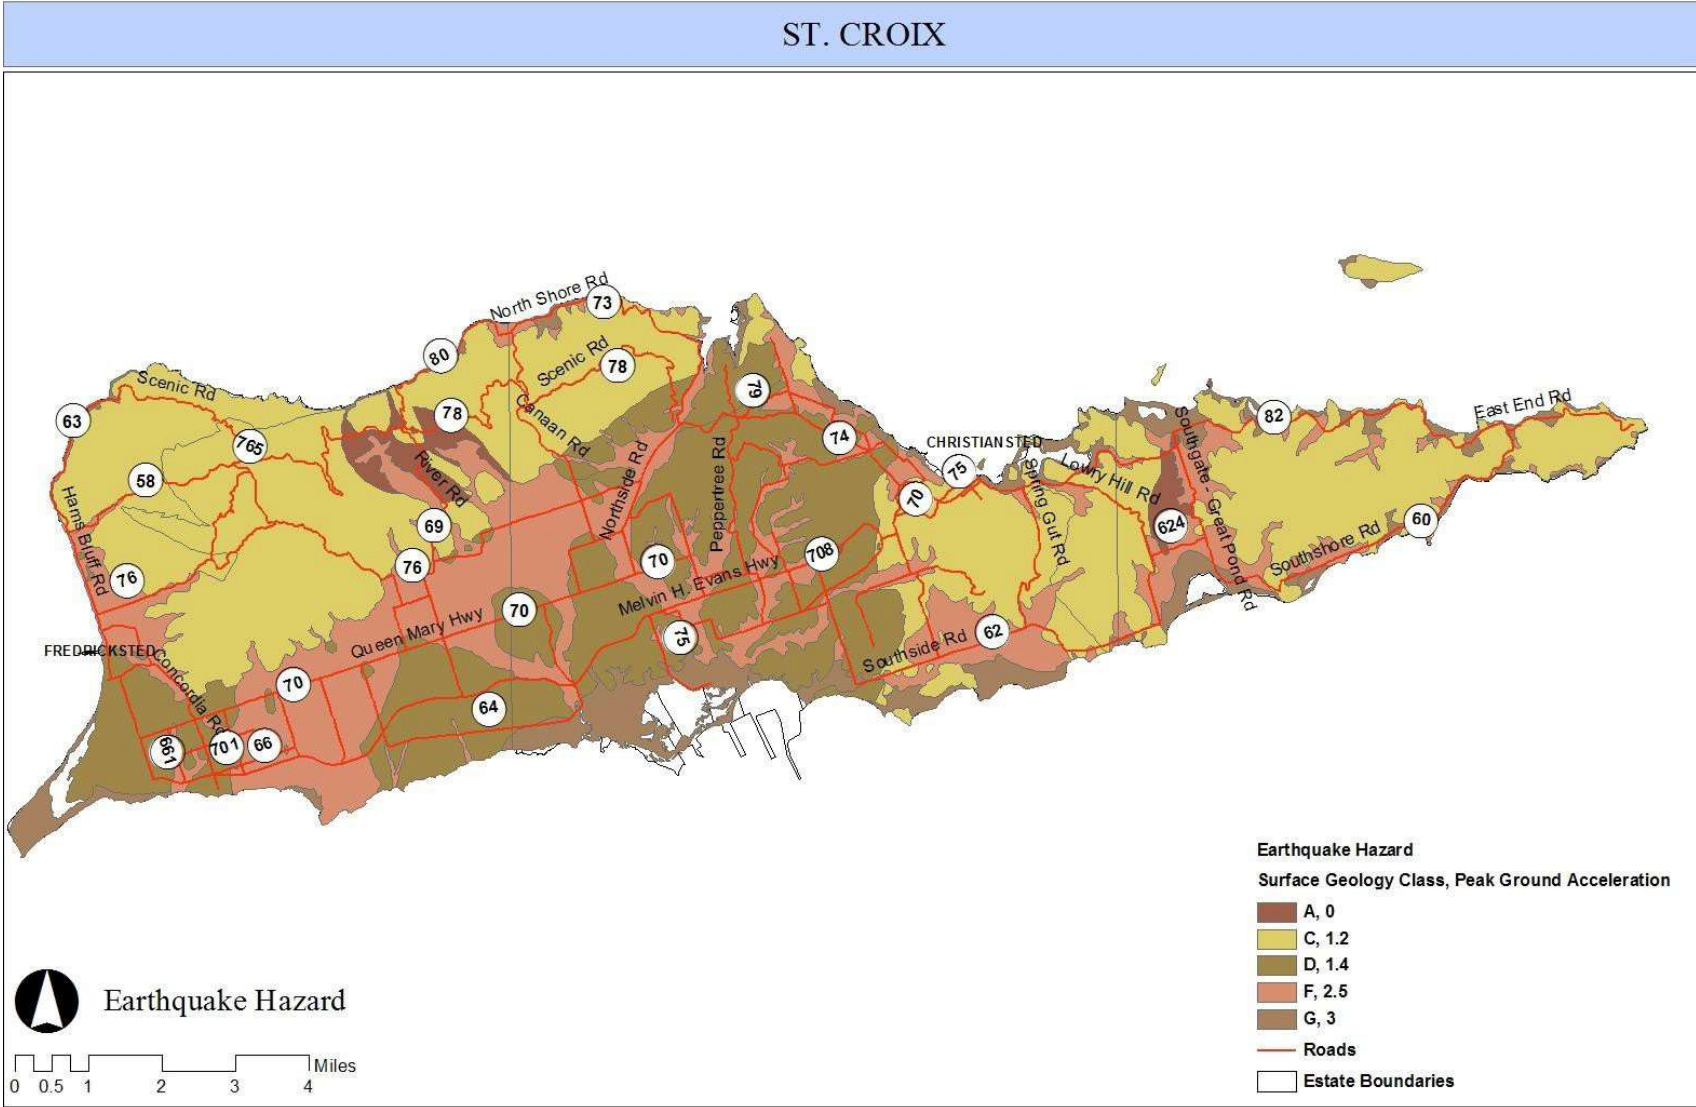 ST. CROIX
North Shore Rd
73
80
Scenic Rd
78
Scenic Rd
63
765
78
Canaan Rd
79
74
58
River Rd
Northside Rd
Peppertree Rd
CHRISTIANSTED
75
70
Spring Gut Rd
Lowry Hill Rd
Southgate - Great Pond Rd
82
East End Rd
624
60
Southshore Rd
Hams Bluff Rd
69
76
76
70
708
Melvin H. Evans Hwy
70
Queen Mary Hwy
75
62
Southside Rd
FREDRICKSTED
Concordia Rd
70
64
661
701
66
Earthquake Hazard
Surface Geology Class, Peak Ground Acceleration
A, 0
C, 1.2
D, 1.4
F, 2.5
G, 3
Roads
Estate Boundaries
Earthquake Hazard
Miles
0 0.5 1 2 3 4